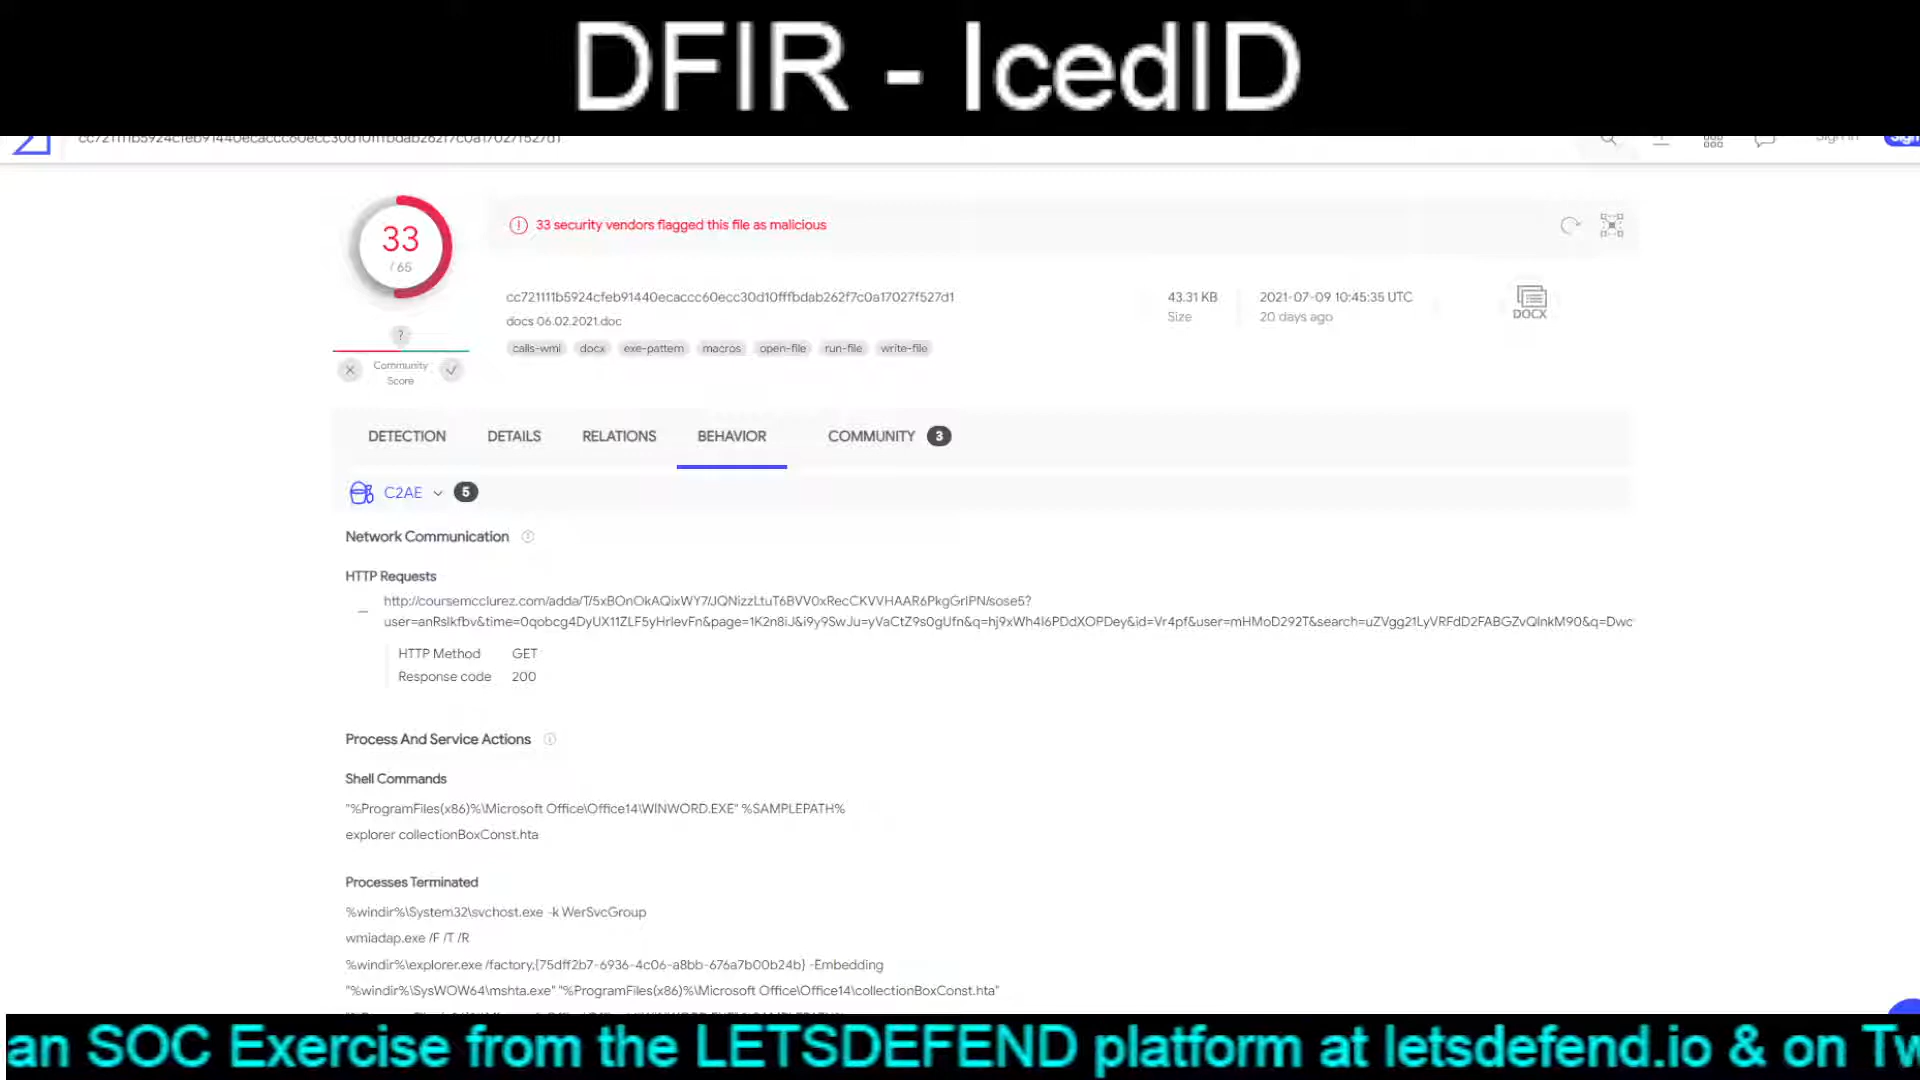 DFIR - IcedID
cc721111b5924cfeb91440ecaccc60ecc30d10fffbdab262f7c0a17027f527d1
Sign in
33
/ 65
33 security vendors flagged this file as malicious
cc721111b5924cfeb91440ecaccc60ecc30d10fffbdab262f7c0a17027f527d1
docs 06.02.2021.doc
43.31 KB
Size
2021-07-09 10:45:35 UTC
20 days ago
DOCX
calls-wmi docx exe-pattern macros open-file run-file write-file
?
Community
Score
DETECTION DETAILS RELATIONS BEHAVIOR COMMUNITY 3
C2AE 5
Network Communication
HTTP Requests
http://coursemcclurez.com/adda/T/5xBOnOkAQixWY7/JQNizzLtuT6BVV0xRecCKVVHAAR6PkgGrIPN/sose5?
user=anRslkfbv&time=0qobcg4DyUX11ZLF5yHrIevFn&page=1K2n8iJ&i9y9SwJu=yVaCtZ9s0gUfn&q=hj9xWh4I6PDdXOPDey&id=Vr4pf&user=mHMoD292T&search=uZVgg21LyVRFdD2FABGZvQlnkM90&q=Dwc
HTTP Method GET
Response code 200
Process And Service Actions
Shell Commands
"%ProgramFiles(x86)%\Microsoft Office\Office14\WINWORD.EXE" %SAMPLEPATH%
explorer collectionBoxConst.hta
Processes Terminated
%windir%\System32\svchost.exe -k WerSvcGroup
wmiadap.exe /F /T /R
%windir%\explorer.exe /factory,{75dff2b7-6936-4c06-a8bb-676a7b00b24b} -Embedding
"%windir%\SysWOW64\mshta.exe" "%ProgramFiles(x86)%\Microsoft Office\Office14\collectionBoxConst.hta"
an SOC Exercise from the LETSDEFEND platform at letsdefend.io & on Tw